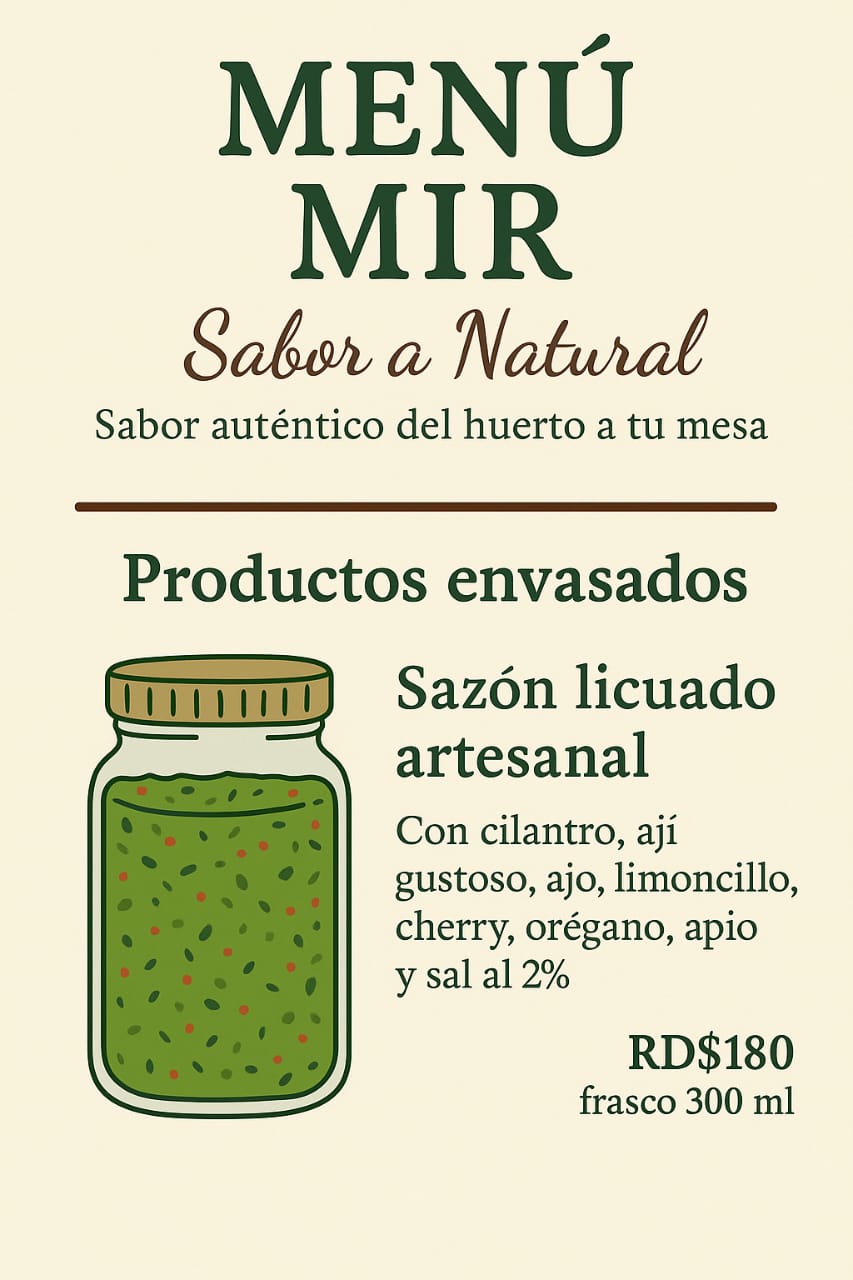 MENÚ
MIR
Sabor a Natural
Sabor auténtico del huerto a tu mesa
Productos envasados
Sazón licuado
artesanal
Con cilantro, ají
gustoso, ajo, limoncillo,
cherry, orégano, apio
y sal al 2%
RD$180
frasco 300 ml